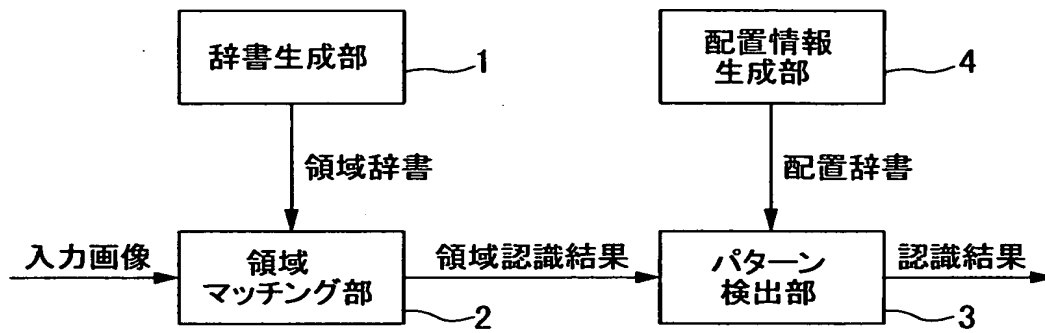 辞書生成部
1
配置情報
生成部
4
領域辞書
配置辞書
入力画像
領域
マッチング部
2
領域認識結果
パターン
検出部
3
認識結果